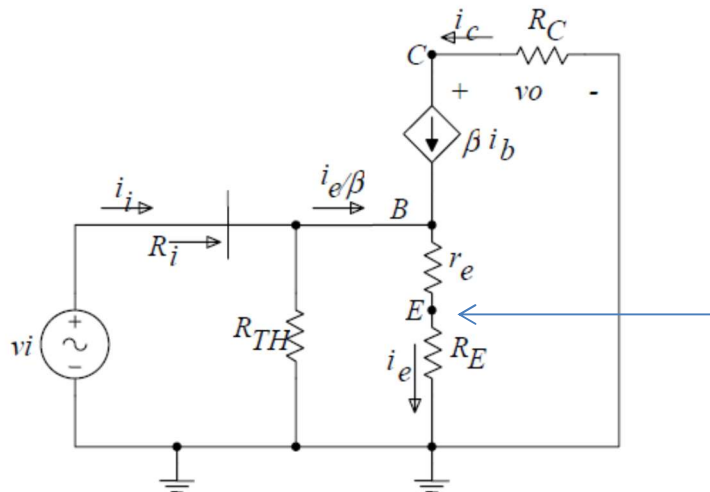 i_c
R_C
C
+ vo -
β i_b
i_i
i_e/β
B
R_i
r_e
E
R_TH
R_E
vi
+
−
i_e